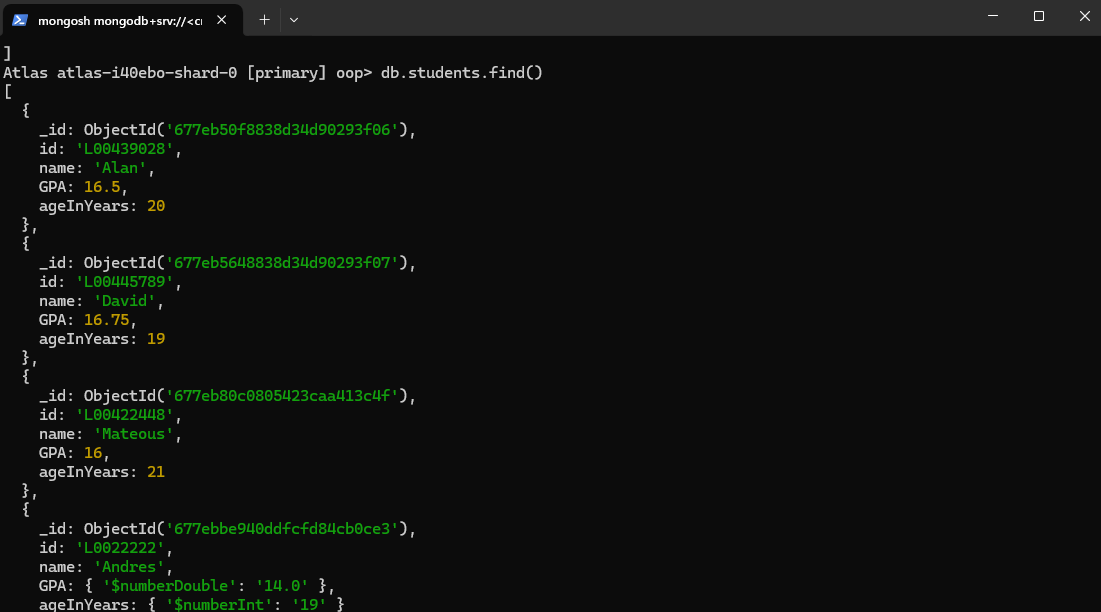 mongosh mongodb+srv://<cr
]
Atlas atlas-i40ebo-shard-0 [primary] oop> db.students.find()
[
  {
    _id: ObjectId('677eb50f8838d34d90293f06'),
    id: 'L00439028',
    name: 'Alan',
    GPA: 16.5,
    ageInYears: 20
  },
  {
    _id: ObjectId('677eb5648838d34d90293f07'),
    id: 'L00445789',
    name: 'David',
    GPA: 16.75,
    ageInYears: 19
  },
  {
    _id: ObjectId('677eb80c0805423caa413c4f'),
    id: 'L00422448',
    name: 'Mateous',
    GPA: 16,
    ageInYears: 21
  },
  {
    _id: ObjectId('677ebbe940ddfcfd84cb0ce3'),
    id: 'L0022222',
    name: 'Andres',
    GPA: { '$numberDouble': '14.0' },
    ageInYears: { '$numberInt': '19' }